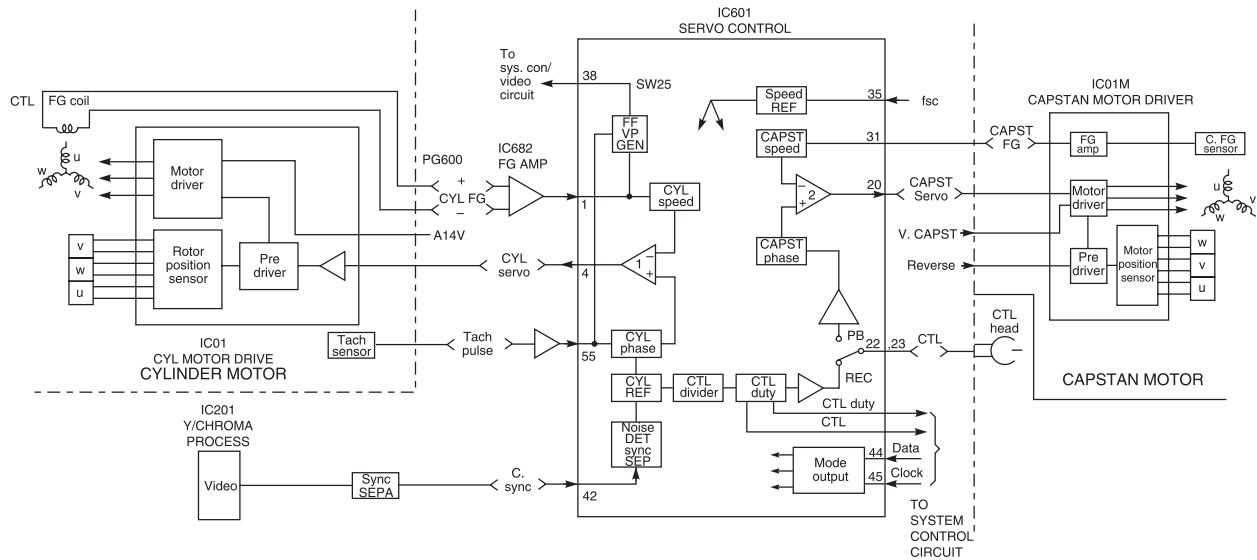 IC601
SERVO CONTROL
To
sys. con/
video
circuit
38
SW25
FF
VP
GEN
CTL
FG coil
u
w
v
Motor
driver
PG600
+
CYL FG
−
IC682
FG AMP
1
CYL
speed
A14V
v
w
u
Rotor
position
sensor
Pre
driver
CYL
servo
4
1
−
+
IC01
CYL MOTOR DRIVE
CYLINDER MOTOR
Tach
sensor
Tach
pulse
55
CYL
phase
CYL
REF
CTL
divider
CTL
duty
Noise
DET
sync
SEP
IC201
Y/CHROMA
PROCESS
Video
Sync
SEPA
C.
sync
42
Speed
REF
35
fsc
CAPST
speed
31
CAPST
FG
−
+
2
20
CAPST
Servo
CAPST
phase
V. CAPST
Reverse
PB
REC
22 ,23
CTL
CTL
head
CTL duty
CTL
Mode
output
44
Data
45
Clock
TO
SYSTEM
CONTROL
CIRCUIT
IC01M
CAPSTAN MOTOR DRIVER
FG
amp
C. FG
sensor
Motor
driver
u
w
v
Pre
driver
Motor
position
sensor
w
v
u
CAPSTAN MOTOR